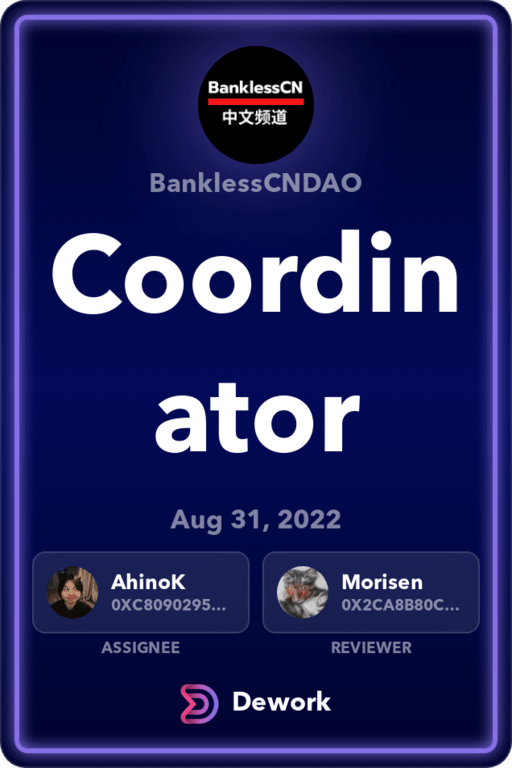 BanklessCN
中文频道
BanklessCNDAO
Coordin
ator
Aug 31, 2022
AhinoK
0XC8090295...
Morisen
0X2CA8B80C...
ASSIGNEE
REVIEWER
Dework